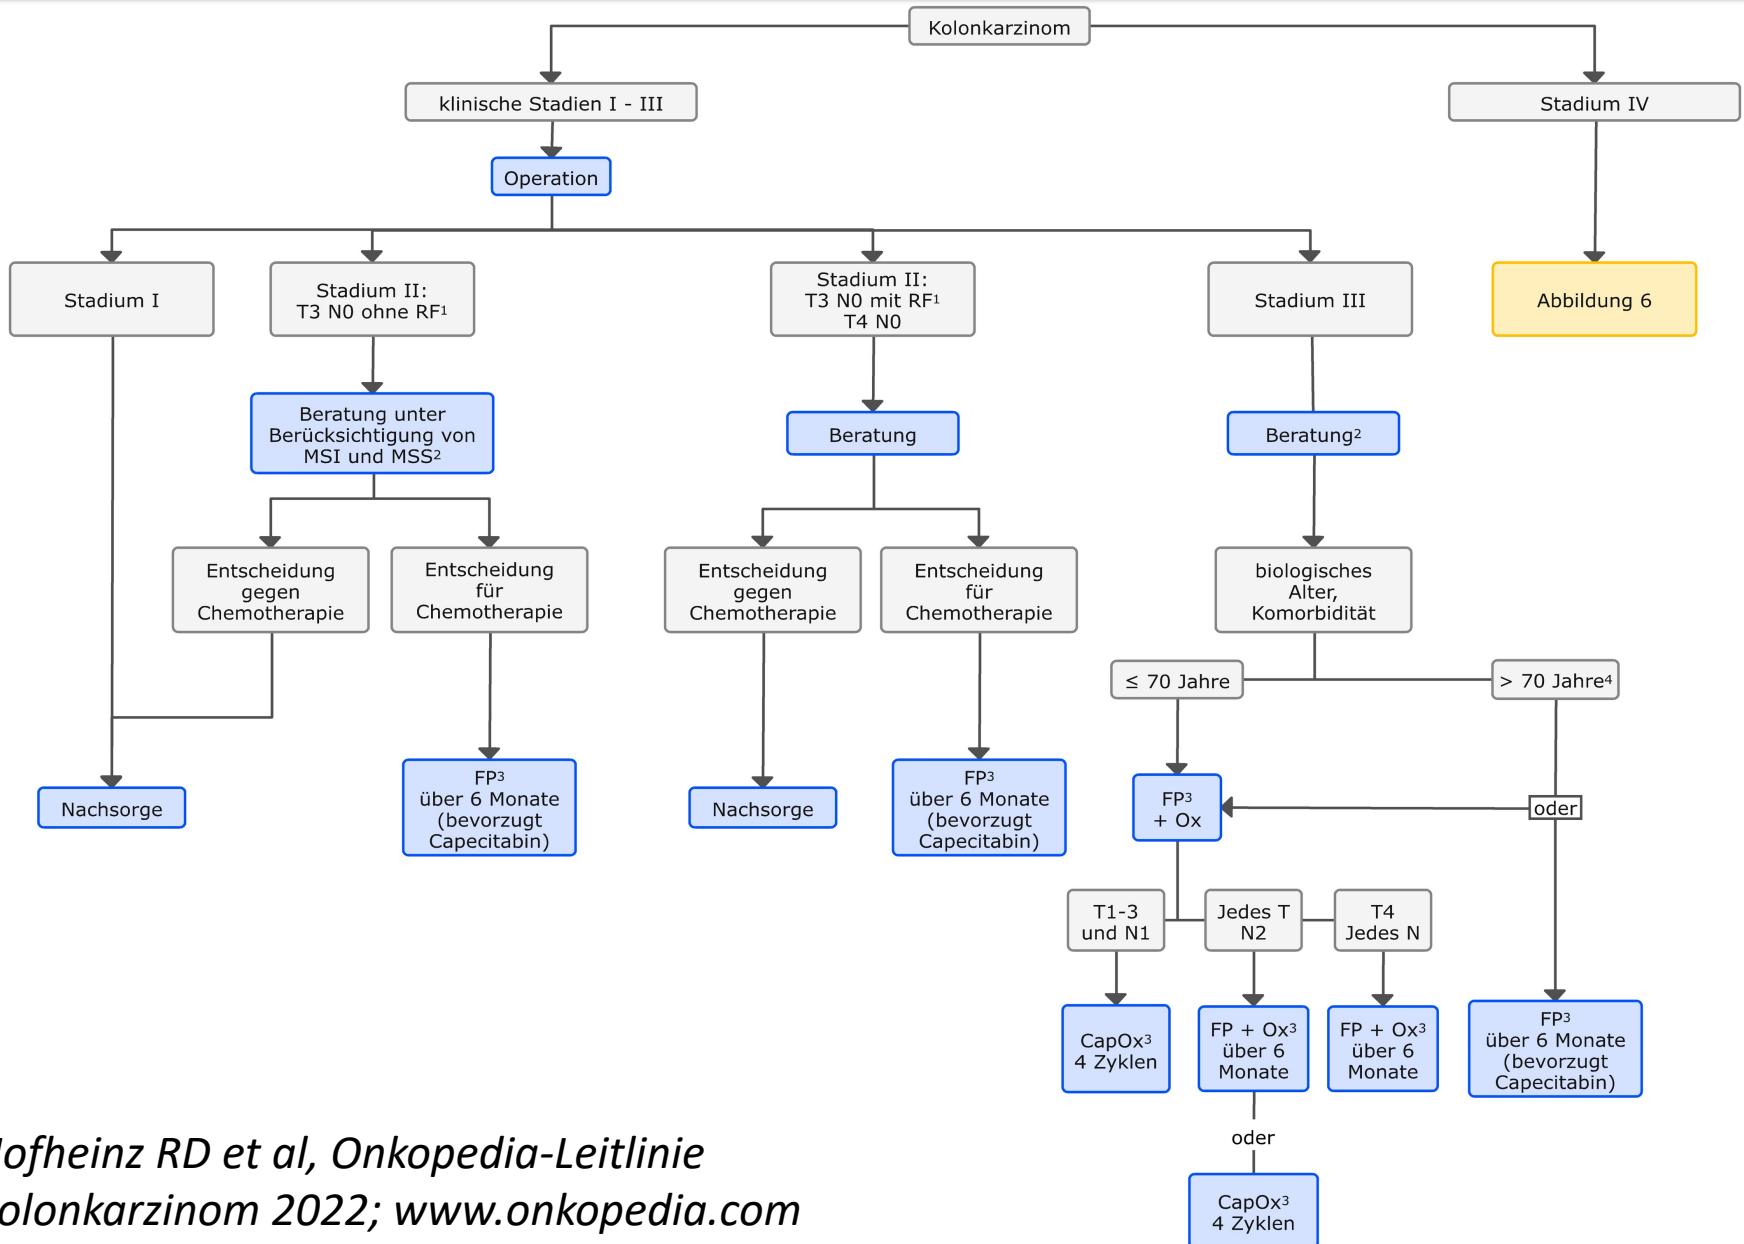 Kolonkarzinom
klinische Stadien I - III
Stadium IV
Operation
Stadium I
Stadium II:
T3 N0 ohne RF¹
Stadium II:
T3 N0 mit RF¹
T4 N0
Stadium III
Abbildung 6
Beratung unter
Berücksichtigung von
MSI und MSS²
Beratung
Beratung²
Entscheidung
gegen
Chemotherapie
Entscheidung
für
Chemotherapie
Entscheidung
gegen
Chemotherapie
Entscheidung
für
Chemotherapie
biologisches
Alter,
Komorbidität
≤ 70 Jahre
> 70 Jahre⁴
Nachsorge
FP³
über 6 Monate
(bevorzugt
Capecitabin)
Nachsorge
FP³
über 6 Monate
(bevorzugt
Capecitabin)
FP³
+ Ox
oder
T1-3
und N1
Jedes T
N2
T4
Jedes N
CapOx³
4 Zyklen
FP + Ox³
über 6
Monate
FP + Ox³
über 6
Monate
FP³
über 6 Monate
(bevorzugt
Capecitabin)
oder
CapOx³
4 Zyklen
Hofheinz RD et al, Onkopedia-Leitlinie
olonkarzinom 2022; www.onkopedia.com